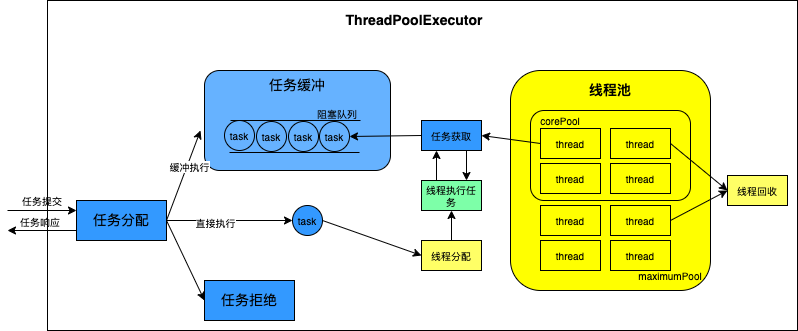 ThreadPoolExecutor
任务缓冲
阻塞队列
task
task
task
task
缓冲执行
任务提交
任务响应
任务分配
直接执行
task
任务拒绝
任务获取
线程执行任
务
线程分配
线程池
corePool
thread
thread
thread
thread
thread
thread
thread
thread
maximumPool
线程回收